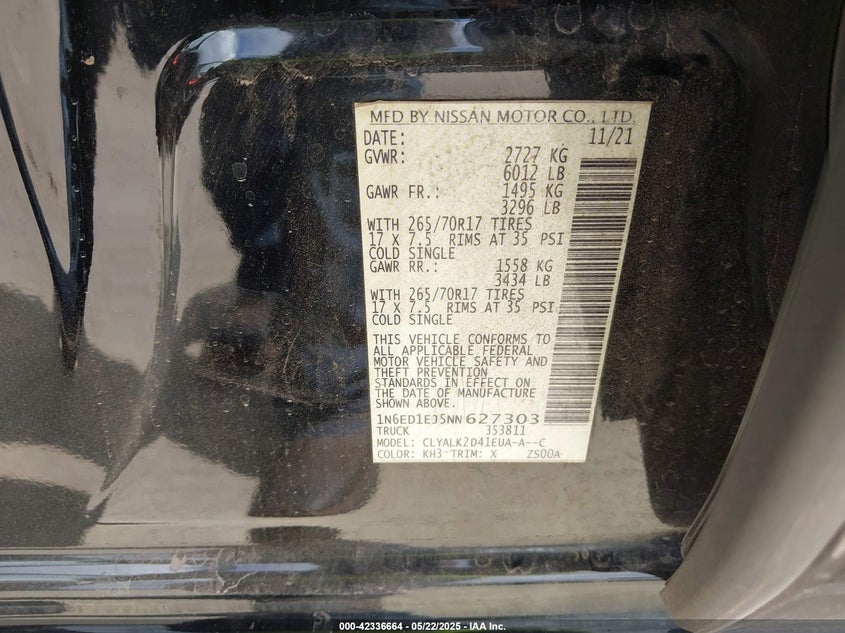 MFD BY NISSAN MOTOR CO., LTD.
DATE: 11/21
GVWR: 2727 KG
6012 LB
GAWR FR.: 1495 KG
3296 LB
WITH 265/70R17 TIRES
17 X 7.5 RIMS AT 35 PSI
COLD SINGLE
GAWR RR.: 1558 KG
3434 LB
WITH 265/70R17 TIRES
17 X 7.5 RIMS AT 35 PSI
COLD SINGLE
THIS VEHICLE CONFORMS TO
ALL APPLICABLE FEDERAL
MOTOR VEHICLE SAFETY AND
THEFT PREVENTION
STANDARDS IN EFFECT ON
THE DATE OF MANUFACTURE
SHOWN ABOVE.
1N6ED1EJ5NN627303
TRUCK 353811
MODEL: CLYALK2D41EUA-A--C
COLOR: KH3 TRIM: X ZS00A
000-42336664 - 05/22/2025 - IAA Inc.